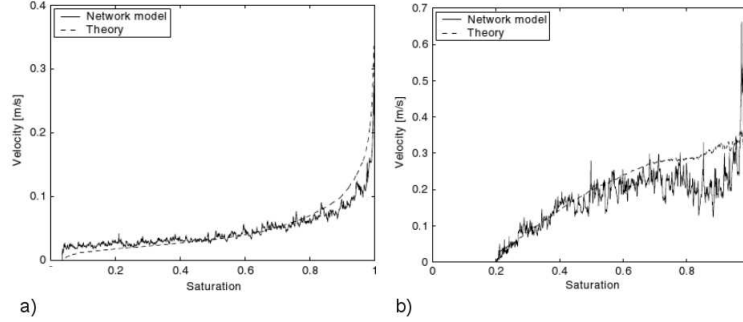 0.4
Network model
Theory
0.3
Velocity [m/s]
0.2
0.1
0
0.2
0.4
0.6
0.8
1
Saturation
a)
0.7
Network model
Theory
0.6
0.5
Velocity [m/s]
0.4
0.3
0.2
0.1
0
0
0.2
0.4
0.6
0.8
Saturation
b)